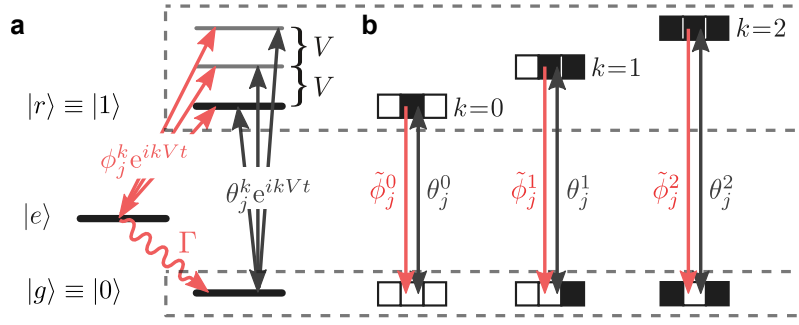 a
b
V
V
|r⟩ ≡ |1⟩
ϕ_j^k e^{ikVt}
θ_j^k e^{ikVt}
|e⟩
Γ
|g⟩ ≡ |0⟩
k=0
k=1
k=2
ϕ̃_j^0
θ_j^0
ϕ̃_j^1
θ_j^1
ϕ̃_j^2
θ_j^2